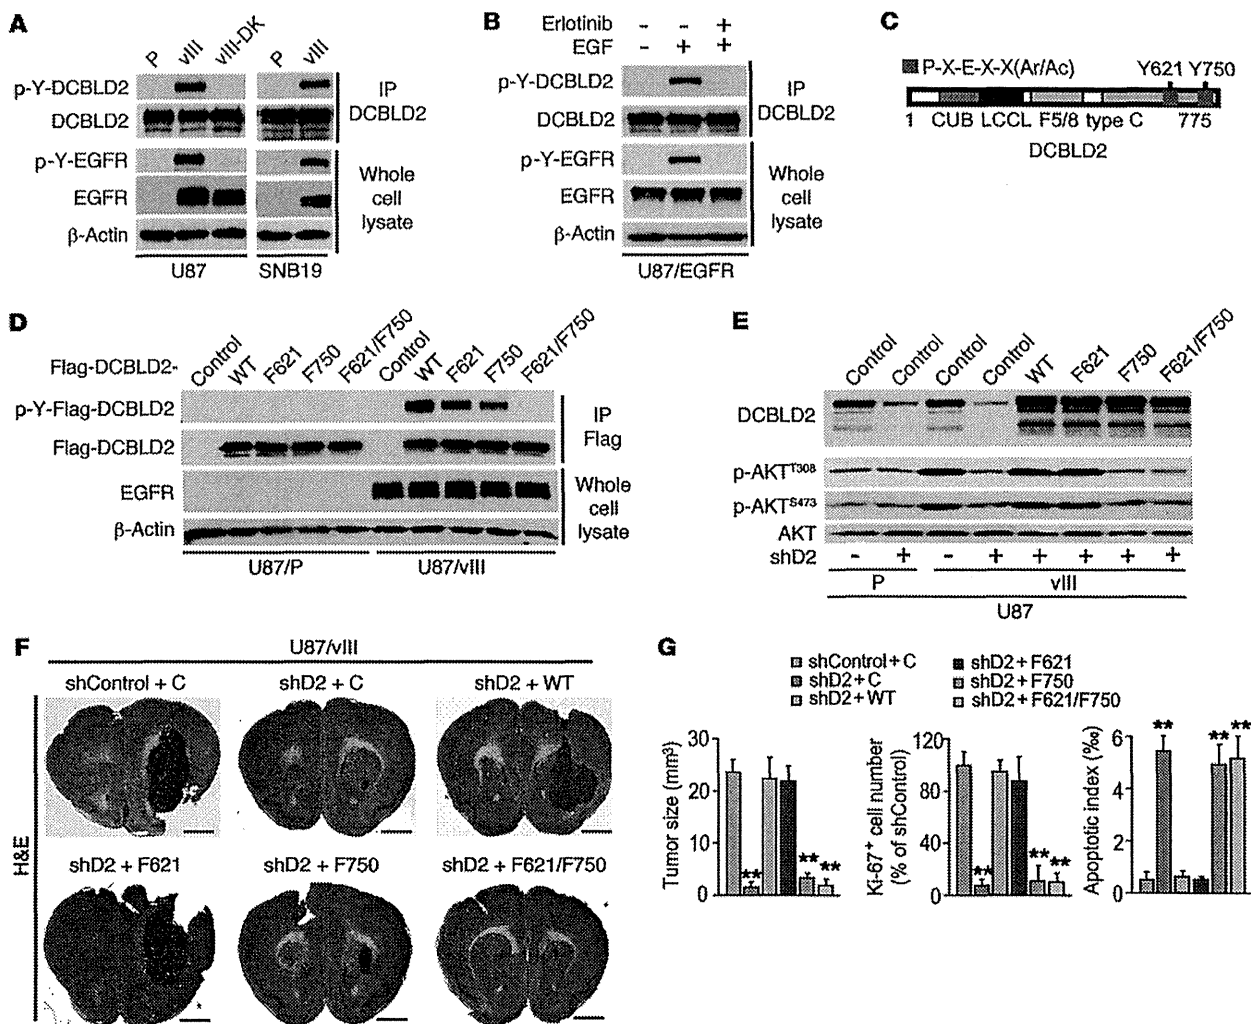 A
P vIII vIII-DK P vIII
p-Y-DCBLD2
DCBLD2
IP
DCBLD2
p-Y-EGFR
EGFR
β-Actin
Whole
cell
lysate
U87 SNB19
B
Erlotinib - - +
EGF - + +
p-Y-DCBLD2
DCBLD2
IP
DCBLD2
p-Y-EGFR
EGFR
β-Actin
Whole
cell
lysate
U87/EGFR
C
P-X-E-X-X(Ar/Ac) Y621 Y750
1 CUB LCCL F5/8 type C 775
DCBLD2
D
Flag-DCBLD2- Control WT F621 F750 F621/F750 Control WT F621 F750 F621/F750
p-Y-Flag-DCBLD2
Flag-DCBLD2
IP
Flag
EGFR
β-Actin
Whole
cell
lysate
U87/P U87/vIII
E
Control Control Control Control WT F621 F750 F621/F750
DCBLD2
p-AKT^T308
p-AKT^S473
AKT
shD2 - + - + + + + +
P vIII
U87
F
U87/vIII
shControl + C shD2 + C shD2 + WT
H&E
shD2 + F621 shD2 + F750 shD2 + F621/F750
G
shControl + C shD2 + F621
shD2 + C shD2 + F750
shD2 + WT shD2 + F621/F750
Tumor size (mm³)
30
20
10
0
** ** **
Ki-67⁺ cell number
(% of shControl)
120
80
40
0
** ** **
Apoptotic index (‰)
6
4
2
0
** ** **